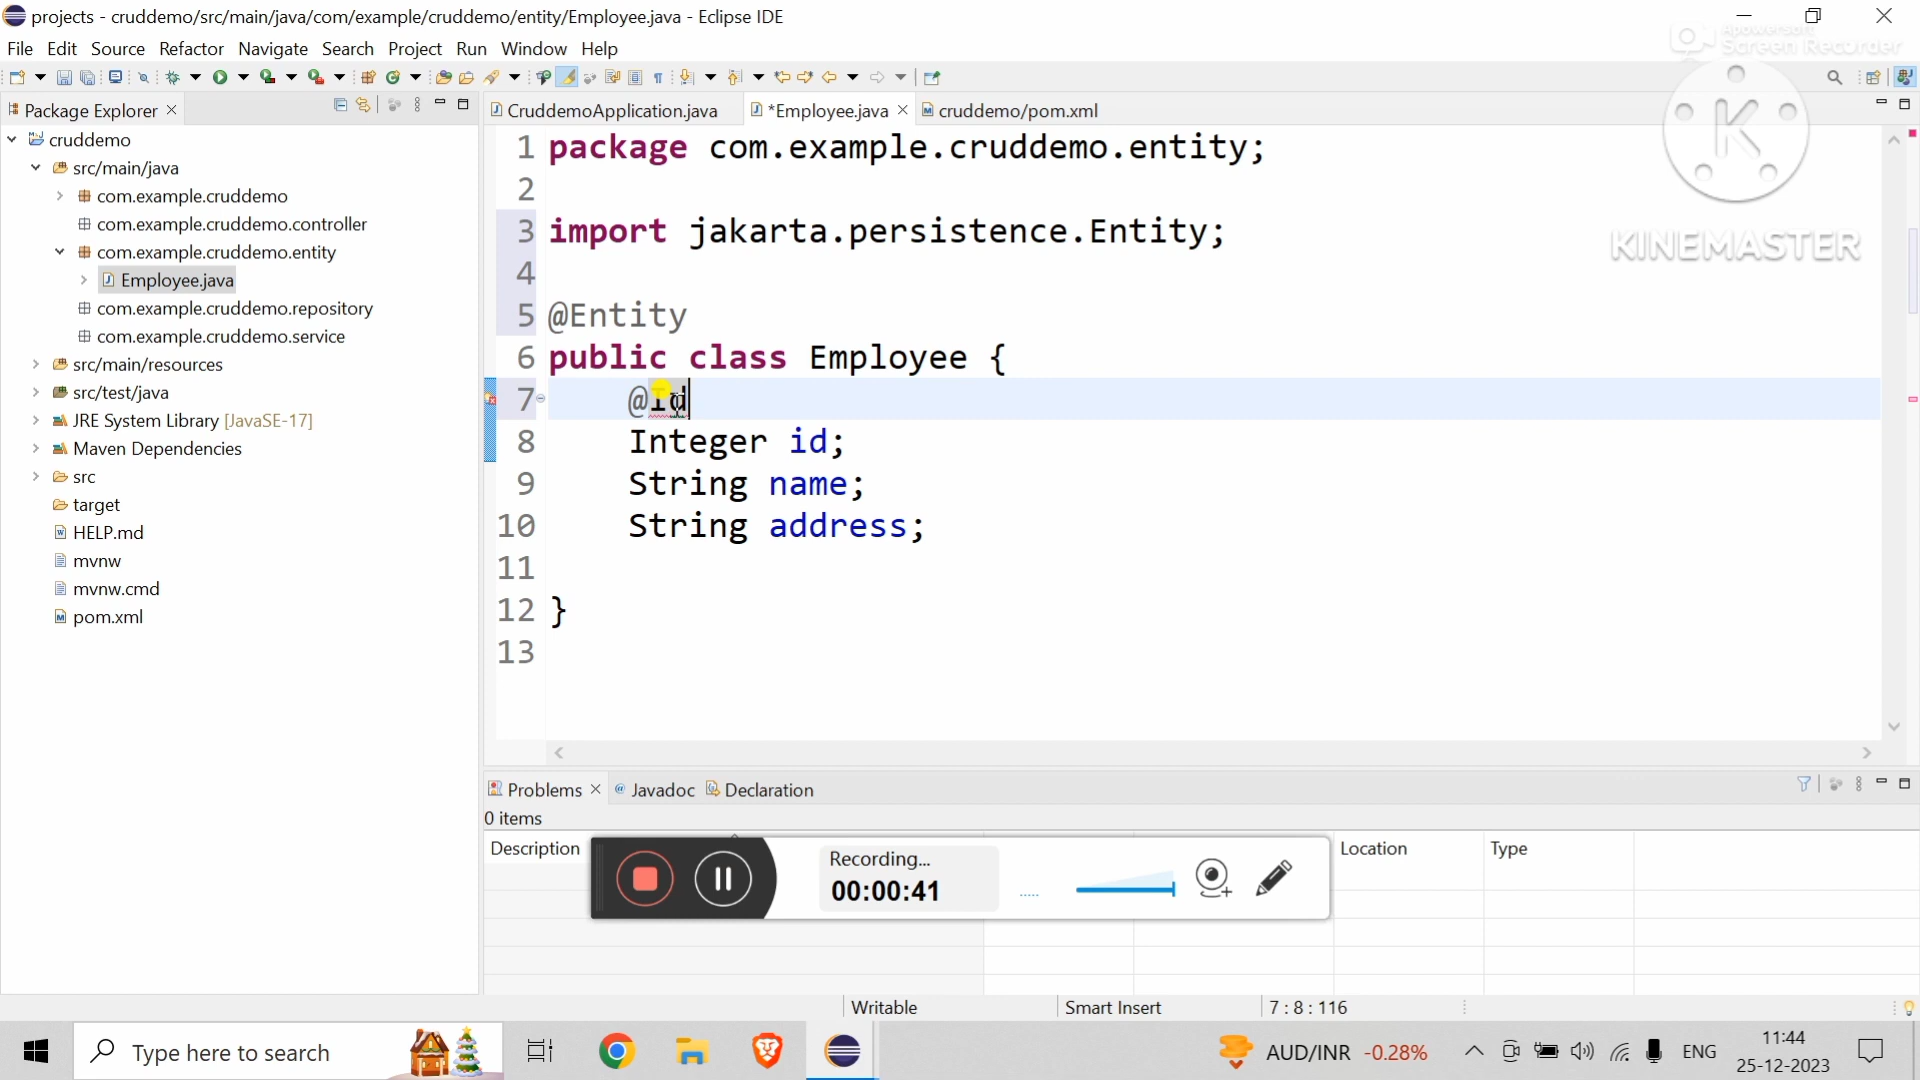 projects - cruddemo/src/main/java/com/example/cruddemo/entity/Employee.java - Eclipse IDE
Apowersoft
Screen Recorder
File Edit Source Refactor Navigate Search Project Run Window Help
Package Explorer
CruddemoApplication.java
*Employee.java
cruddemo/pom.xml
K
KINEMASTER
cruddemo
src/main/java
com.example.cruddemo
com.example.cruddemo.controller
com.example.cruddemo.entity
Employee.java
com.example.cruddemo.repository
com.example.cruddemo.service
src/main/resources
src/test/java
JRE System Library [JavaSE-17]
Maven Dependencies
src
target
HELP.md
mvnw
mvnw.cmd
pom.xml
1 package com.example.cruddemo.entity;
2
3 import jakarta.persistence.Entity;
4
5 @Entity
6 public class Employee {
7 @Id
8 Integer id;
9 String name;
10 String address;
11
12 }
13
Problems
@ Javadoc
Declaration
0 items
Description
Location
Type
Recording...
00:00:41
Writable
Smart Insert
7 : 8 : 116
Type here to search
AUD/INR -0.28%
ENG
11:44
25-12-2023